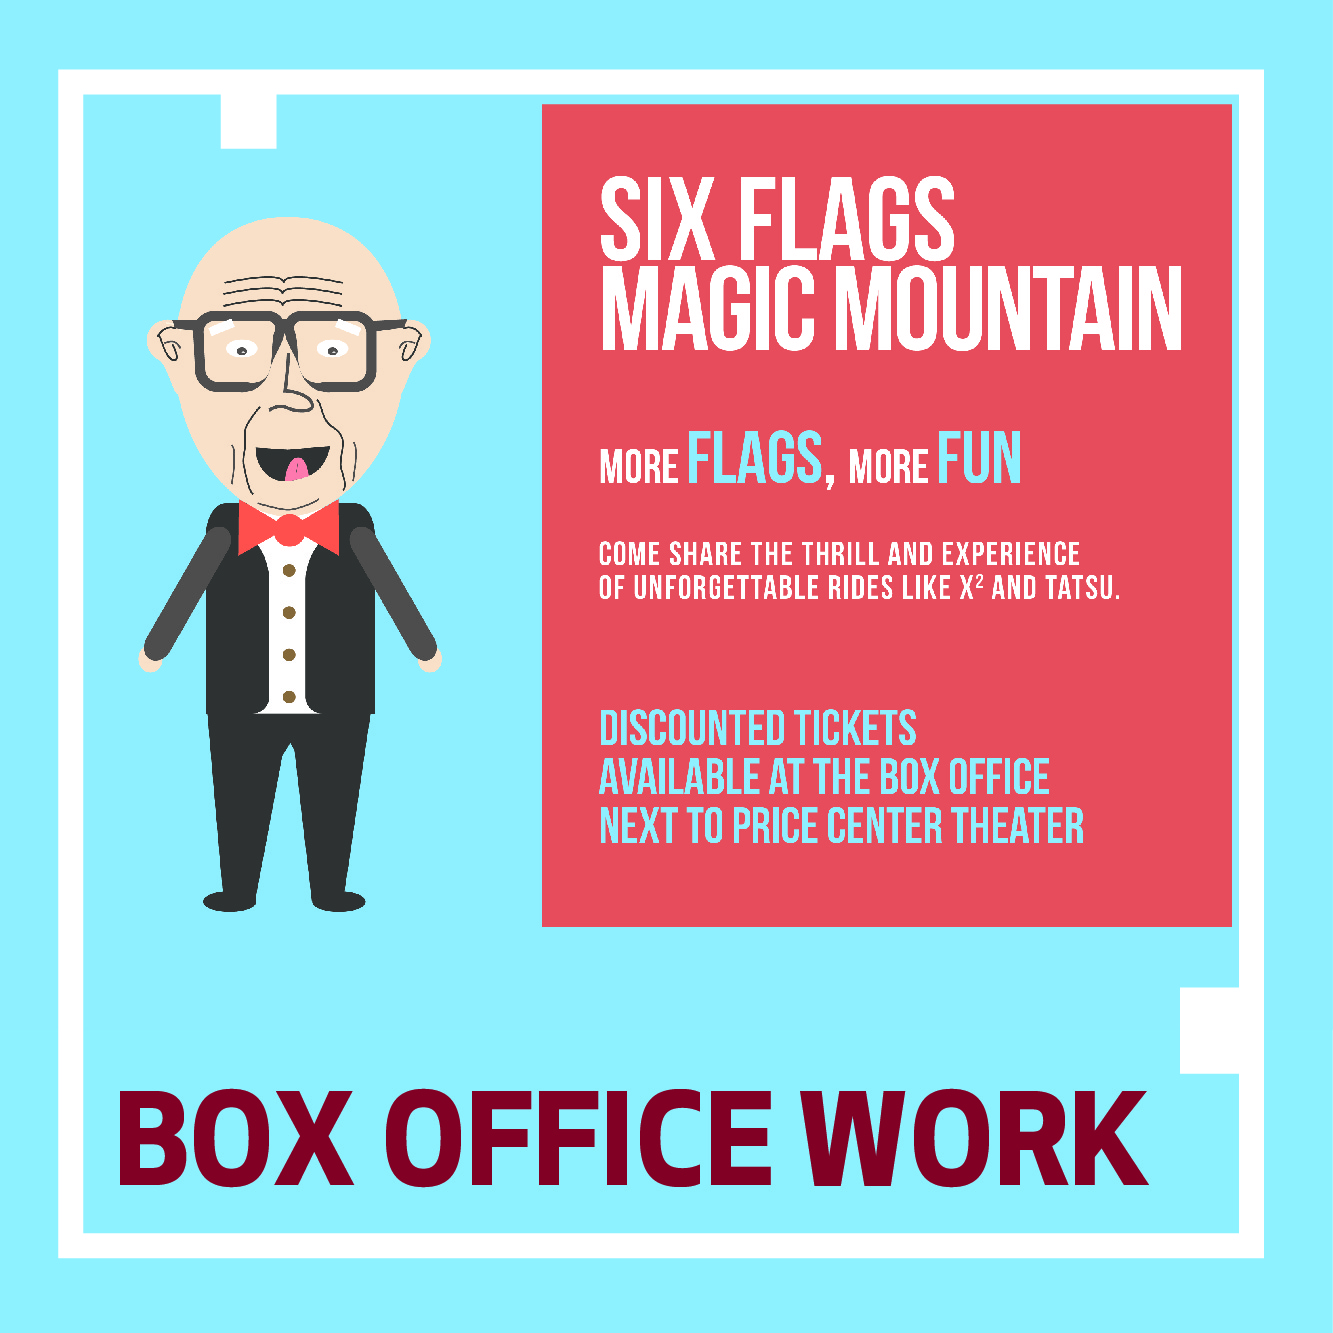 SIX FLAGS
MAGIC MOUNTAIN
MORE FLAGS, MORE FUN
COME SHARE THE THRILL AND EXPERIENCE
OF UNFORGETTABLE RIDES LIKE X² AND TATSU.
DISCOUNTED TICKETS
AVAILABLE AT THE BOX OFFICE
NEXT TO PRICE CENTER THEATER
BOX OFFICE WORK